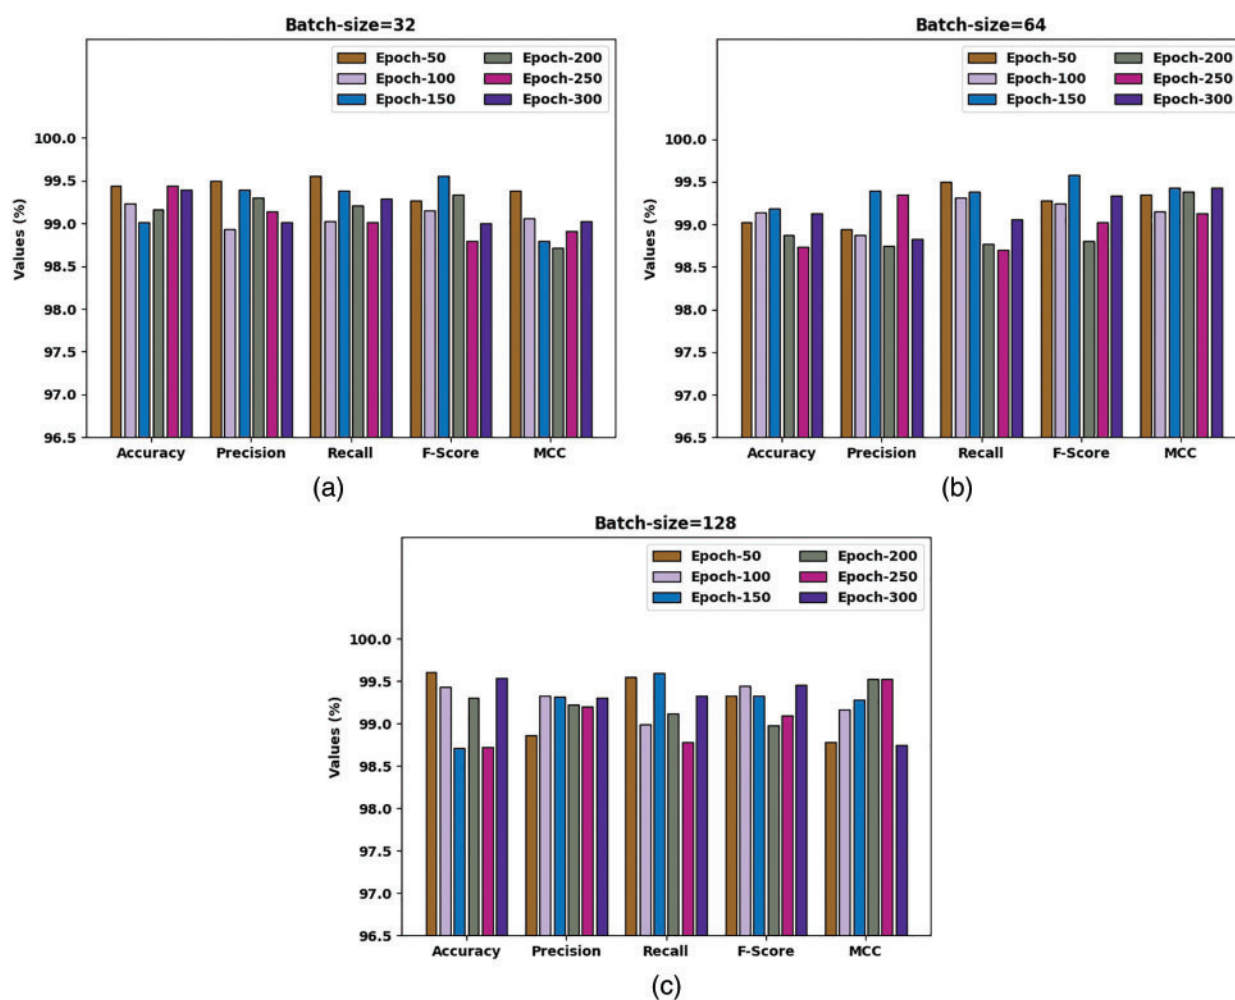 Batch-size=32
Epoch-50 Epoch-200
Epoch-100 Epoch-250
Epoch-150 Epoch-300
100.0
99.5
99.0
98.5
98.0
97.5
97.0
96.5
Values (%)
Accuracy Precision Recall F-Score MCC
(a)
Batch-size=64
Epoch-50 Epoch-200
Epoch-100 Epoch-250
Epoch-150 Epoch-300
100.0
99.5
99.0
98.5
98.0
97.5
97.0
96.5
Values (%)
Accuracy Precision Recall F-Score MCC
(b)
Batch-size=128
Epoch-50 Epoch-200
Epoch-100 Epoch-250
Epoch-150 Epoch-300
100.0
99.5
99.0
98.5
98.0
97.5
97.0
96.5
Values (%)
Accuracy Precision Recall F-Score MCC
(c)